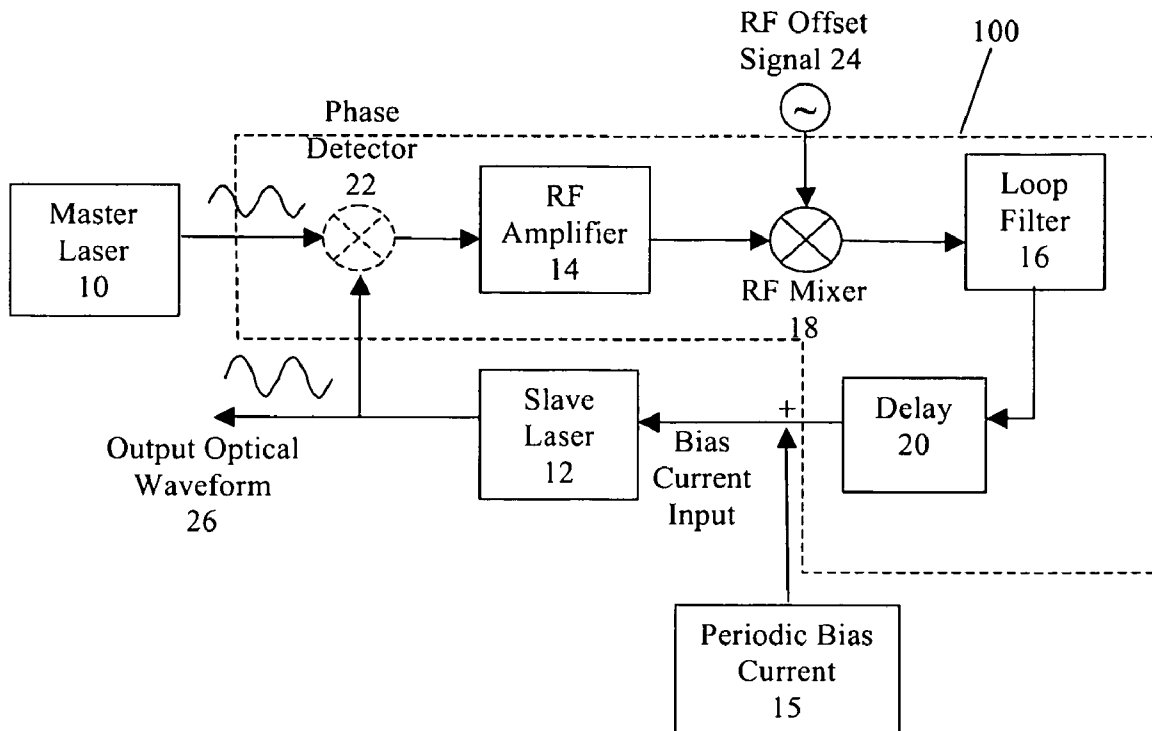 RF Offset
Signal 24
100
Phase
Detector
22
Master
Laser
10
RF
Amplifier
14
~
RF Mixer
18
Loop
Filter
16
Output Optical
Waveform
26
Slave
Laser
12
+
Bias
Current
Input
Delay
20
Periodic Bias
Current
15